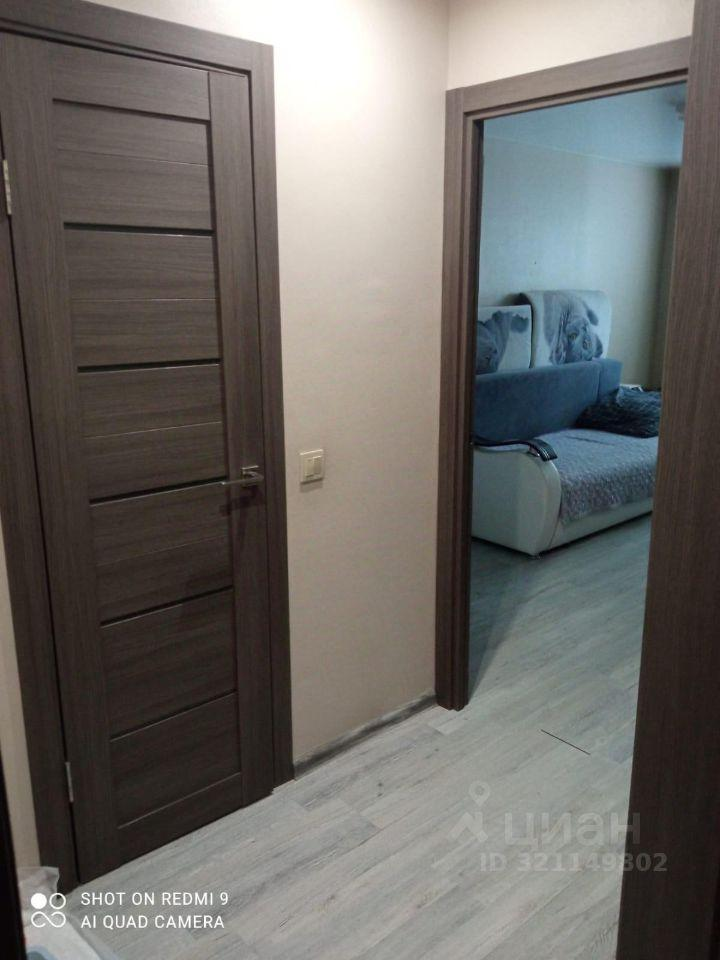 циан
ID 321149802
SHOT ON REDMI 9
AI QUAD CAMERA